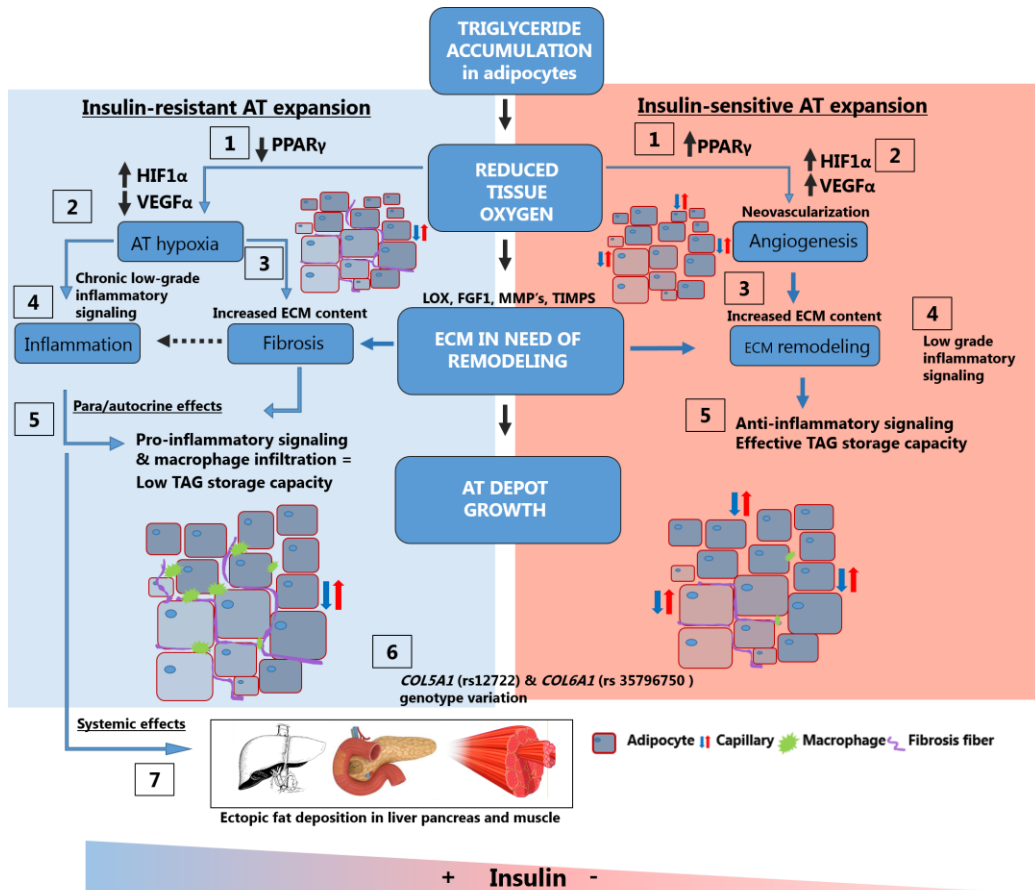 TRIGLYCERIDE
ACCUMULATION
in adipocytes
Insulin-resistant AT expansion
Insulin-sensitive AT expansion
1
PPARγ
HIF1α
VEGFα
2
AT hypoxia
3
Chronic low-grade
inflammatory
signaling
4
Increased ECM content
Inflammation
Fibrosis
5
Para/autocrine effects
Pro-inflammatory signaling
& macrophage infiltration =
Low TAG storage capacity
REDUCED
TISSUE
OXYGEN
LOX, FGF1, MMP's, TIMPS
ECM IN NEED OF
REMODELING
AT DEPOT
GROWTH
1
PPARγ
HIF1α
VEGFα
2
Neovascularization
Angiogenesis
3
Increased ECM content
ECM remodeling
4
Low grade
inflammatory
signaling
5
Anti-inflammatory signaling
Effective TAG storage capacity
6
COL5A1 (rs12722) & COL6A1 (rs 35796750 )
genotype variation
Systemic effects
7
Ectopic fat deposition in liver pancreas and muscle
Adipocyte
Capillary
Macrophage
Fibrosis fiber
+ Insulin -